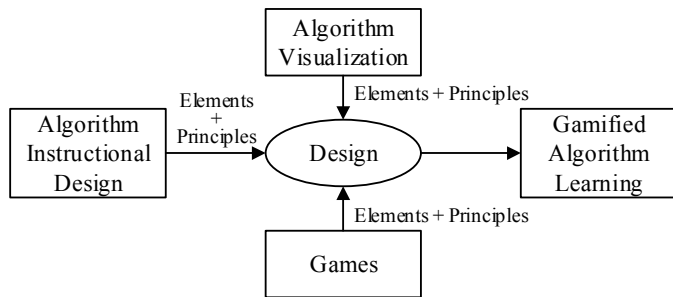 Algorithm
Visualization
Elements + Principles
Elements
+
Principles
Algorithm
Instructional
Design
Design
Gamified
Algorithm
Learning
Elements + Principles
Games